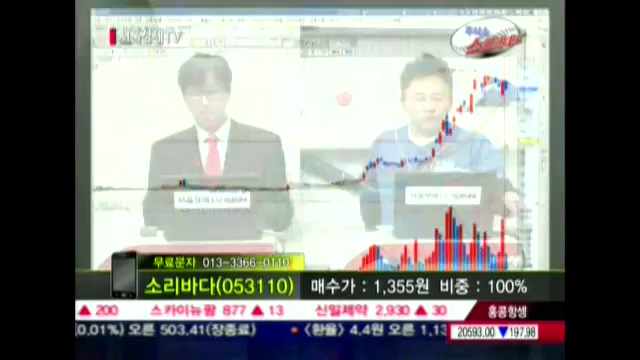 무료문자 013-3366-0110
소리바다(053110) 매수가 : 1,355원 비중 : 100%
▲ 200 스카이뉴팜 877 ▲ 13 신일제약 2,930 ▲ 30 홍콩항셍
0,01%) 오른 503,41(장종료) <환율> 4,4원 오른 1,13 20593.00 ▼197.98